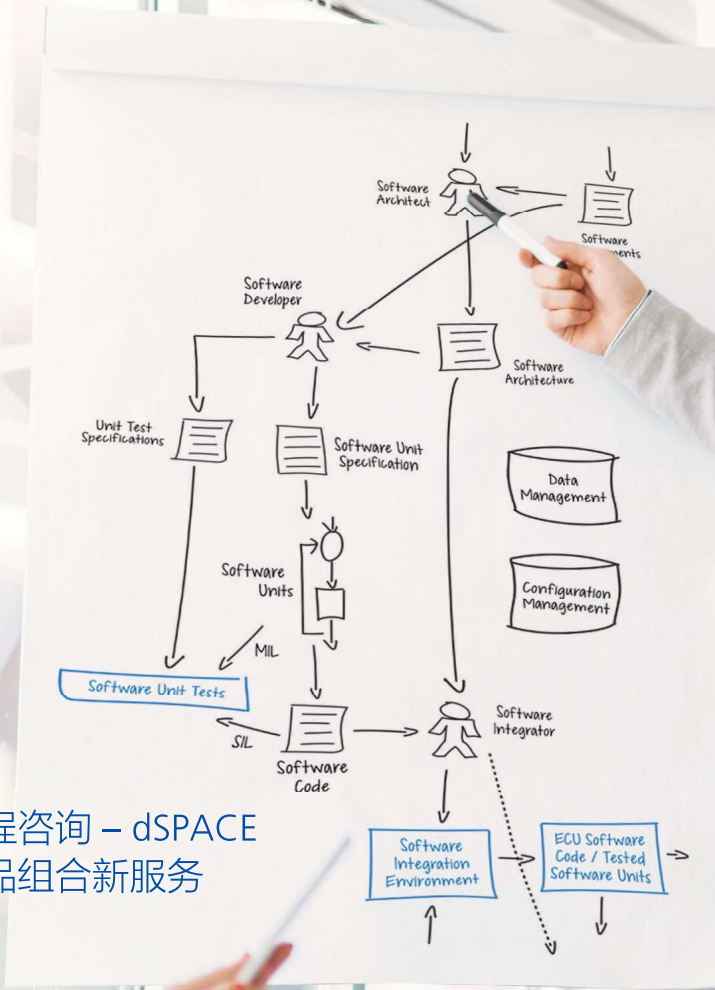 Software
Architect
Software
Software
Developer
Software
Architecture
Unit Test
Specifications
Software Unit
Specification
Data
Management
Software
Units
Configuration
Management
MIL
Software Unit Tests
SIL
Software
Integrator
Software
Code
程咨询 – dSPACE
品组合新服务
Software
Integration
Environment
ECU Software
Code / Tested
Software Units